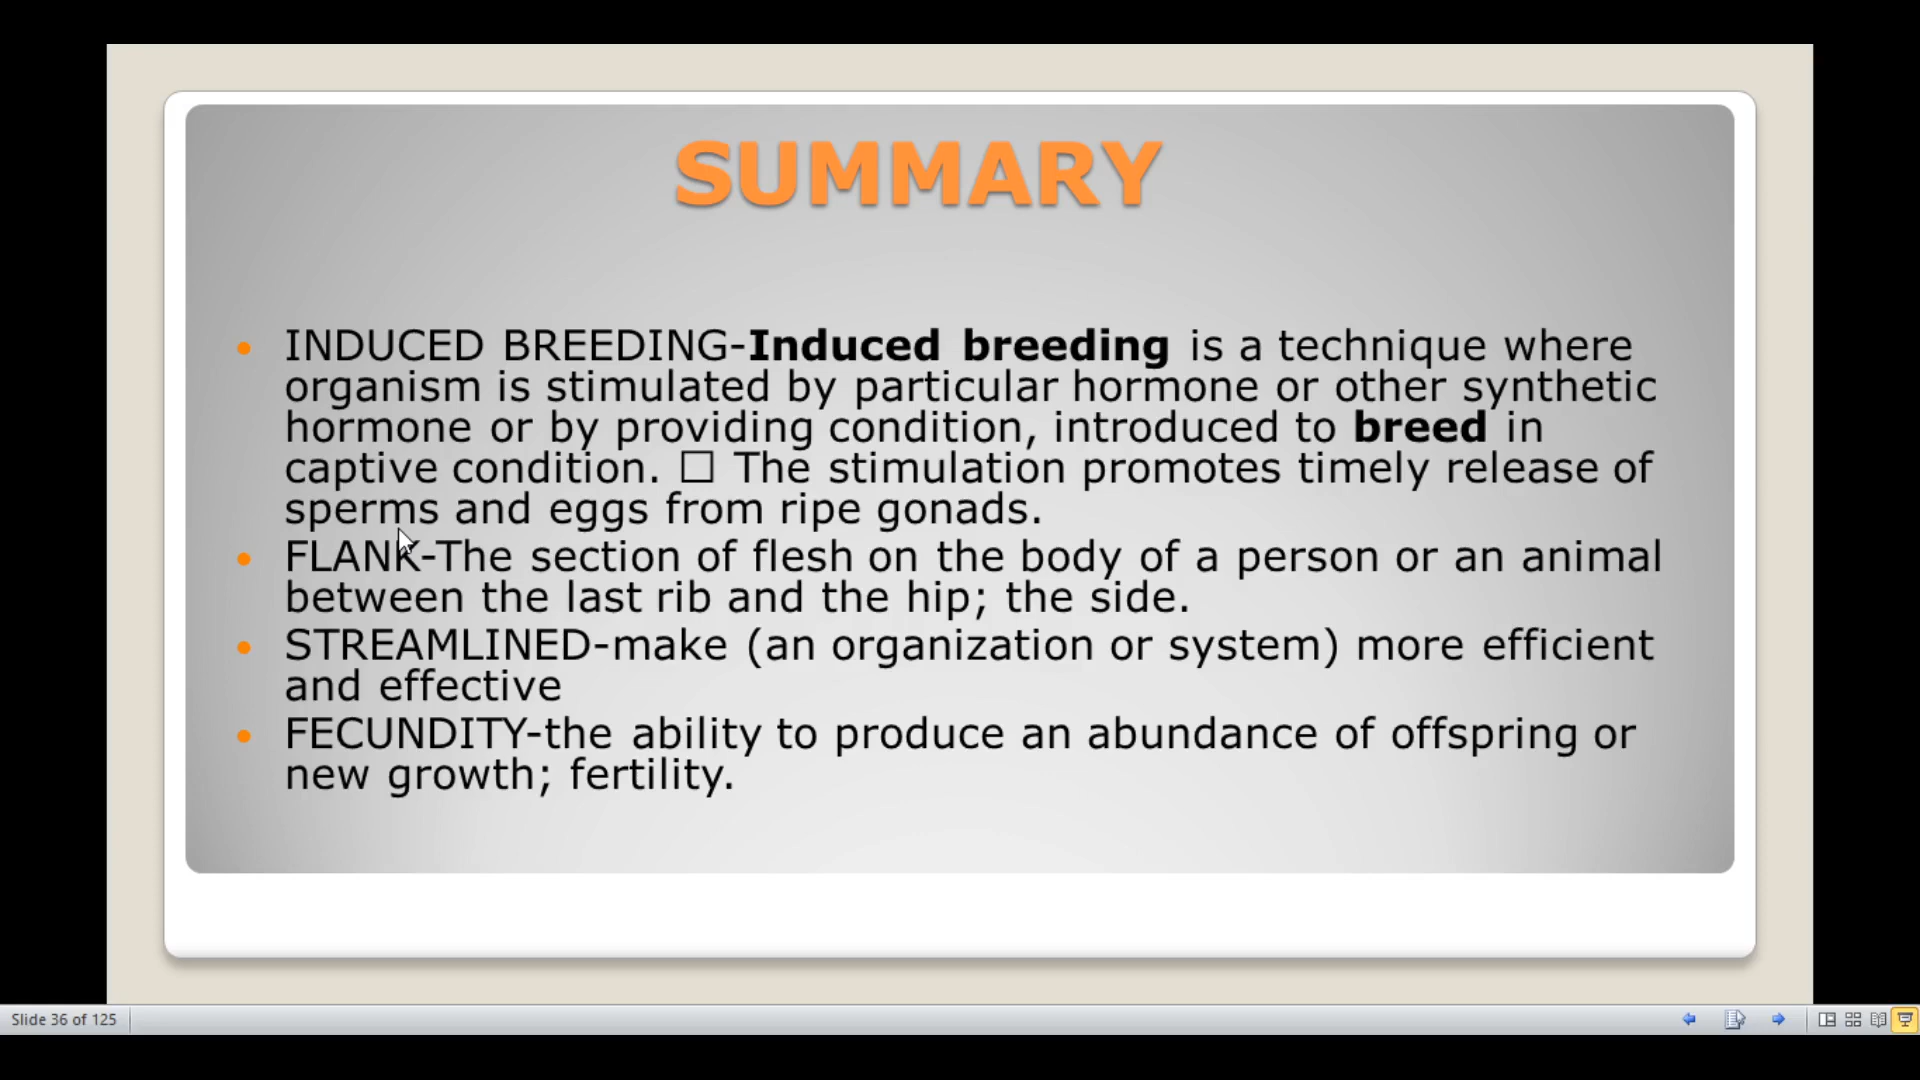 SUMMARY
• INDUCED BREEDING-Induced breeding is a technique where
organism is stimulated by particular hormone or other synthetic
hormone or by providing condition, introduced to breed in
captive condition. □ The stimulation promotes timely release of
sperms and eggs from ripe gonads.
• FLANK-The section of flesh on the body of a person or an animal
between the last rib and the hip; the side.
• STREAMLINED-make (an organization or system) more efficient
and effective
• FECUNDITY-the ability to produce an abundance of offspring or
new growth; fertility.
Slide 36 of 125